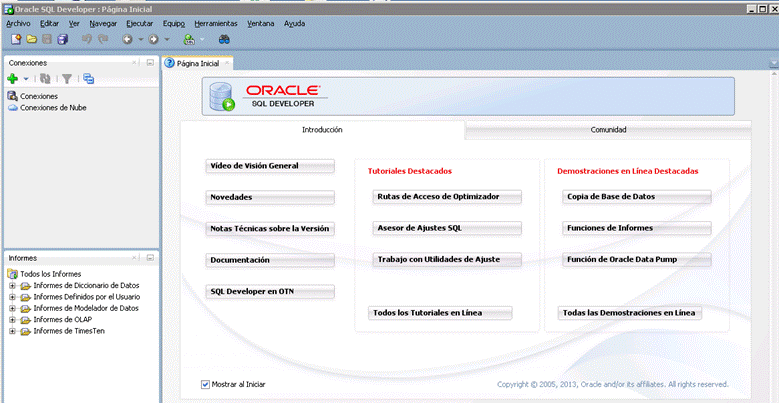 Oracle SQL Developer : Página Inicial
Archivo Editar Ver Navegar Ejecutar Equipo Herramientas Ventana Ayuda
Conexiones
Conexiones
Conexiones de Nube
Informes
Todos los Informes
Informes de Diccionario de Datos
Informes Definidos por el Usuario
Informes de Modelador de Datos
Informes de OLAP
Informes de TimesTen
Página Inicial
ORACLE
SQL DEVELOPER
Introducción
Comunidad
Vídeo de Visión General
Novedades
Notas Técnicas sobre la Versión
Documentación
SQL Developer en OTN
Tutoriales Destacados
Rutas de Acceso de Optimizador
Asesor de Ajustes SQL
Trabajo con Utilidades de Ajuste
Todos los Tutoriales en Línea
Demostraciones en Línea Destacadas
Copia de Base de Datos
Funciones de Informes
Función de Oracle Data Pump
Todas las Demostraciones en Línea
Mostrar al Iniciar
Copyright © 2005, 2013, Oracle and/or its affiliates. All rights reserved.